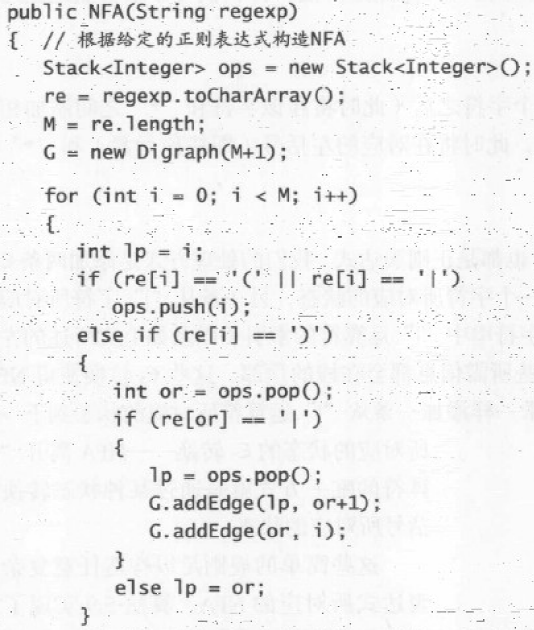 public NFA(String regexp)
{ // 根据给定的正则表达式构造NFA
Stack<Integer> ops = new Stack<Integer>();
re = regexp.toCharArray();
M = re.length;
G = new Digraph(M+1);
for (int i = 0; i < M; i++)
{
int lp = i;
if (re[i] == '(' || re[i] == '|')
ops.push(i);
else if (re[i] == ')')
{
int or = ops.pop();
if (re[or] == '|')
{
lp = ops.pop();
G.addEdge(lp, or+1);
G.addEdge(or, i);
}
else lp = or;
}